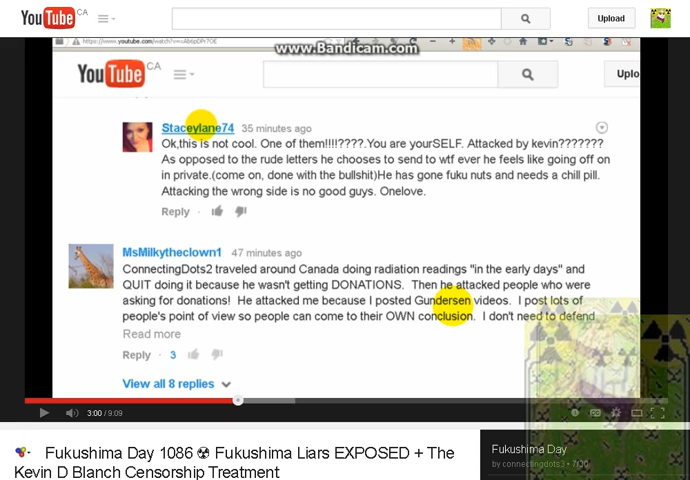 YouTube CA
Upload
https://www.youtube.com/watch?v=
www.Bandicam.com
YouTube CA
Uplo
Staceylane74 35 minutes ago
Ok,this is not cool. One of them!!!!????.You are yourSELF. Attacked by kevin???????
As opposed to the rude letters he chooses to send to wtf ever he feels like going off on
in private.(come on, done with the bullshit)He has gone fuku nuts and needs a chill pill.
Attacking the wrong side is no good guys. Onelove.
Reply
MsMilkytheclown1 47 minutes ago
ConnectingDots2 traveled around Canada doing radiation readings "in the early days" and
QUIT doing it because he wasn't getting DONATIONS. Then he attacked people who were
asking for donations! He attacked me because I posted Gundersen videos. I post lots of
people's point of view so people can come to their OWN conclusion. I don't need to defend
Read more
Reply 3
View all 8 replies
3:00 / 9:09
Fukushima Day 1086 ☢ Fukushima Liars EXPOSED + The
Kevin D Blanch Censorship Treatment
Fukushima Day
by connectingdots3 • 7/30